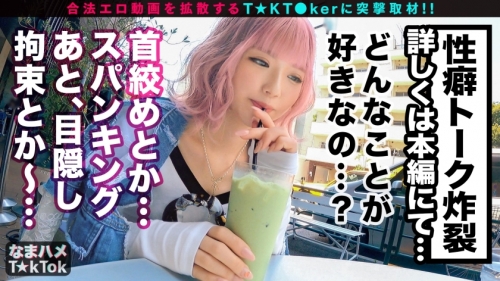 合法エロ動画を拡散するT★KT●kerに突撃取材!!
性癖トーク炸裂
詳しくは本編にて…
どんなことが
好きなの…?
首絞めとか…
スパンキング
あと、目隠し
拘束とか～…
なまハメ
T★kTok